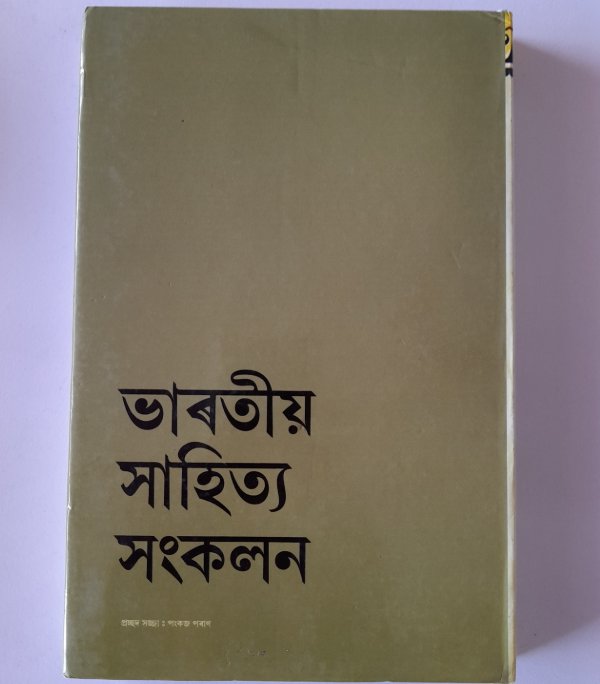 ভাৰতীয়
সাহিত্য
সংকলন
প্ৰচ্ছদ সজ্জা : পংকজ পৰাণ